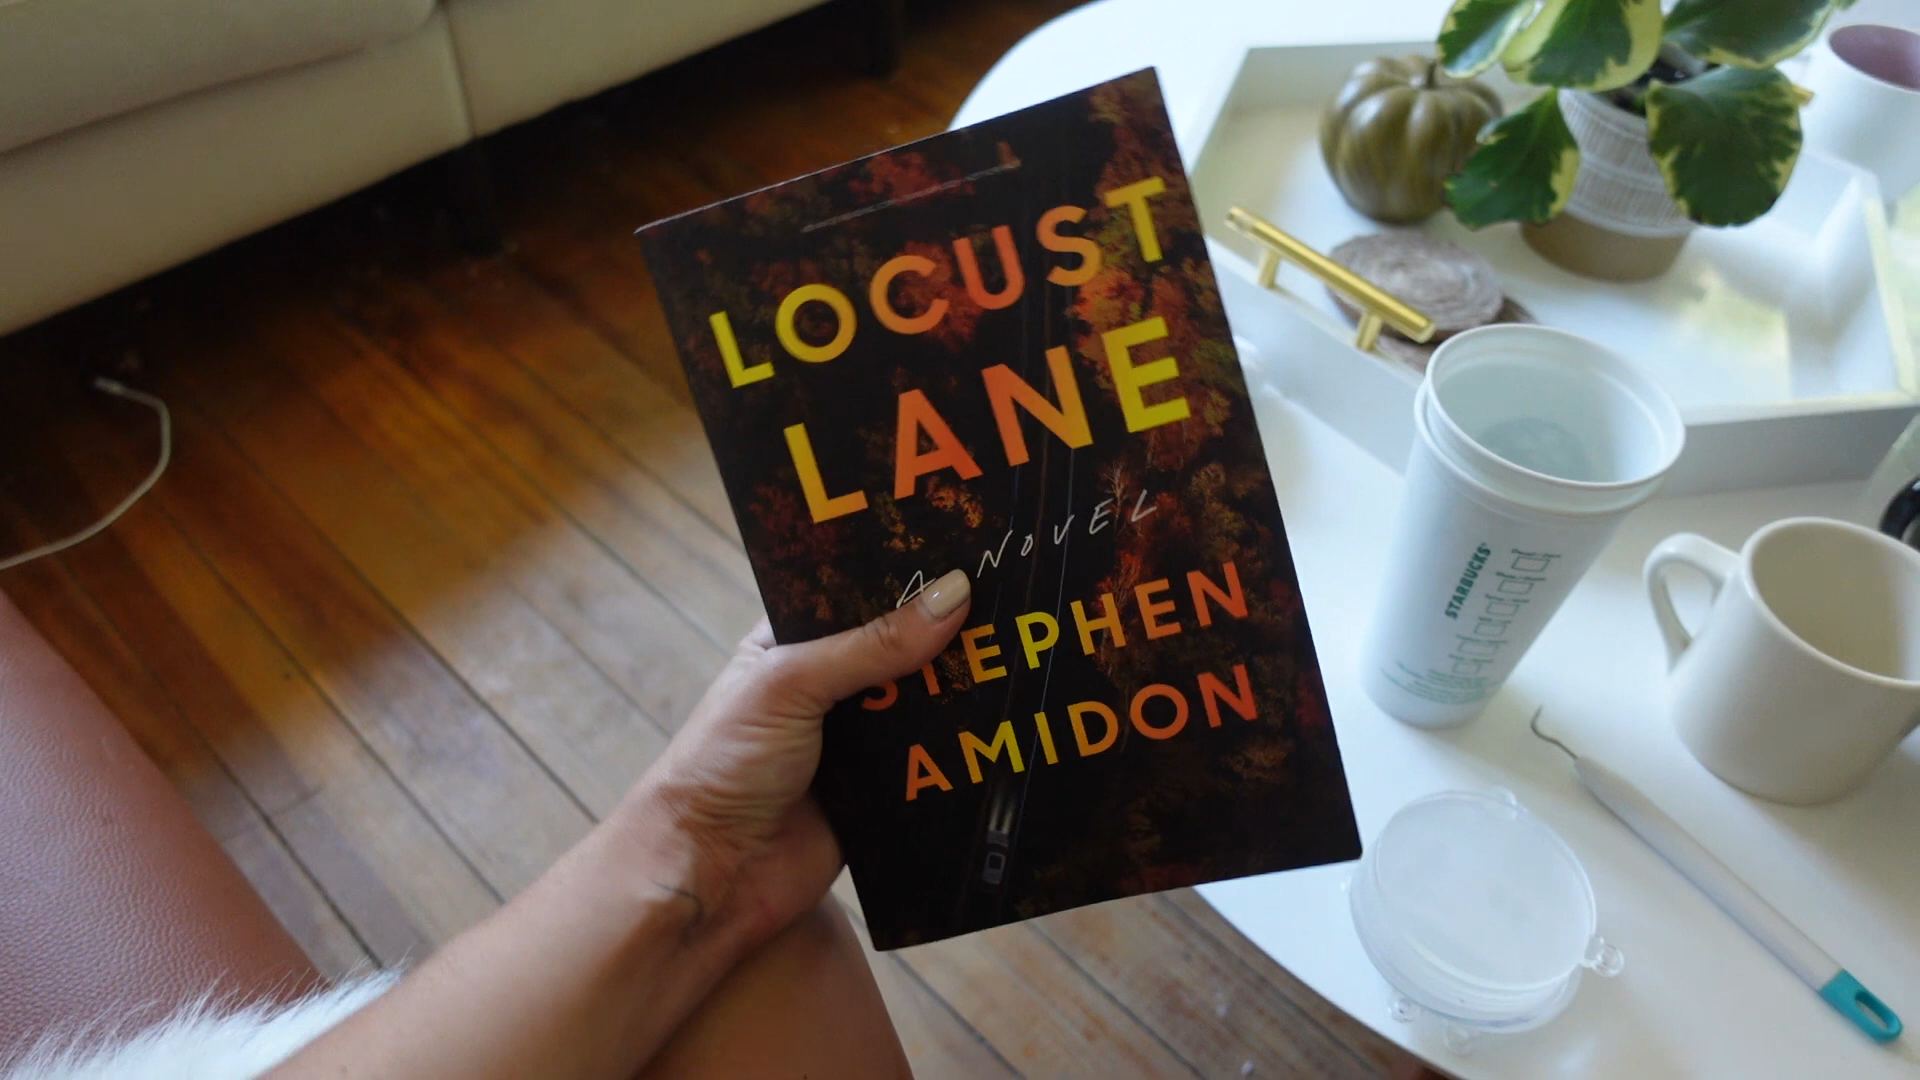 LOCUST
LANE
A NOVEL
STEPHEN
AMIDON
STARBUCKS